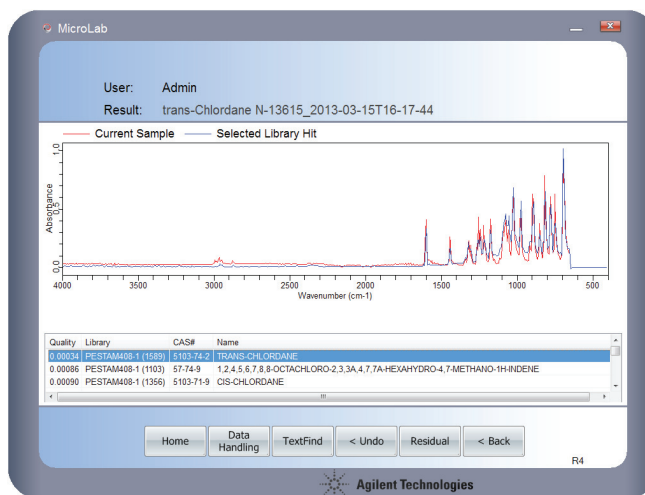 MicroLab
User: Admin
Result: trans-Chlordane N-13615_2013-03-15T16-17-44
Current Sample Selected Library Hit
Absorbance
1.0
0.5
0.0
4000 3500 3000 2500 2000 1500 1000 500
Wavenumber (cm-1)
Quality Library CAS# Name
0.00034 PESTAM408-1 (1589) 5103-74-2 TRANS-CHLORDANE
0.00086 PESTAM408-1 (1103) 57-74-9 1,2,4,5,6,7,8,8-OCTACHLORO-2,3,3A,4,7,7A-HEXAHYDRO-4,7-METHANO-1H-INDENE
0.00090 PESTAM408-1 (1356) 5103-71-9 CIS-CHLORDANE
Home Data Handling TextFind < Undo Residual < Back
R4
Agilent Technologies